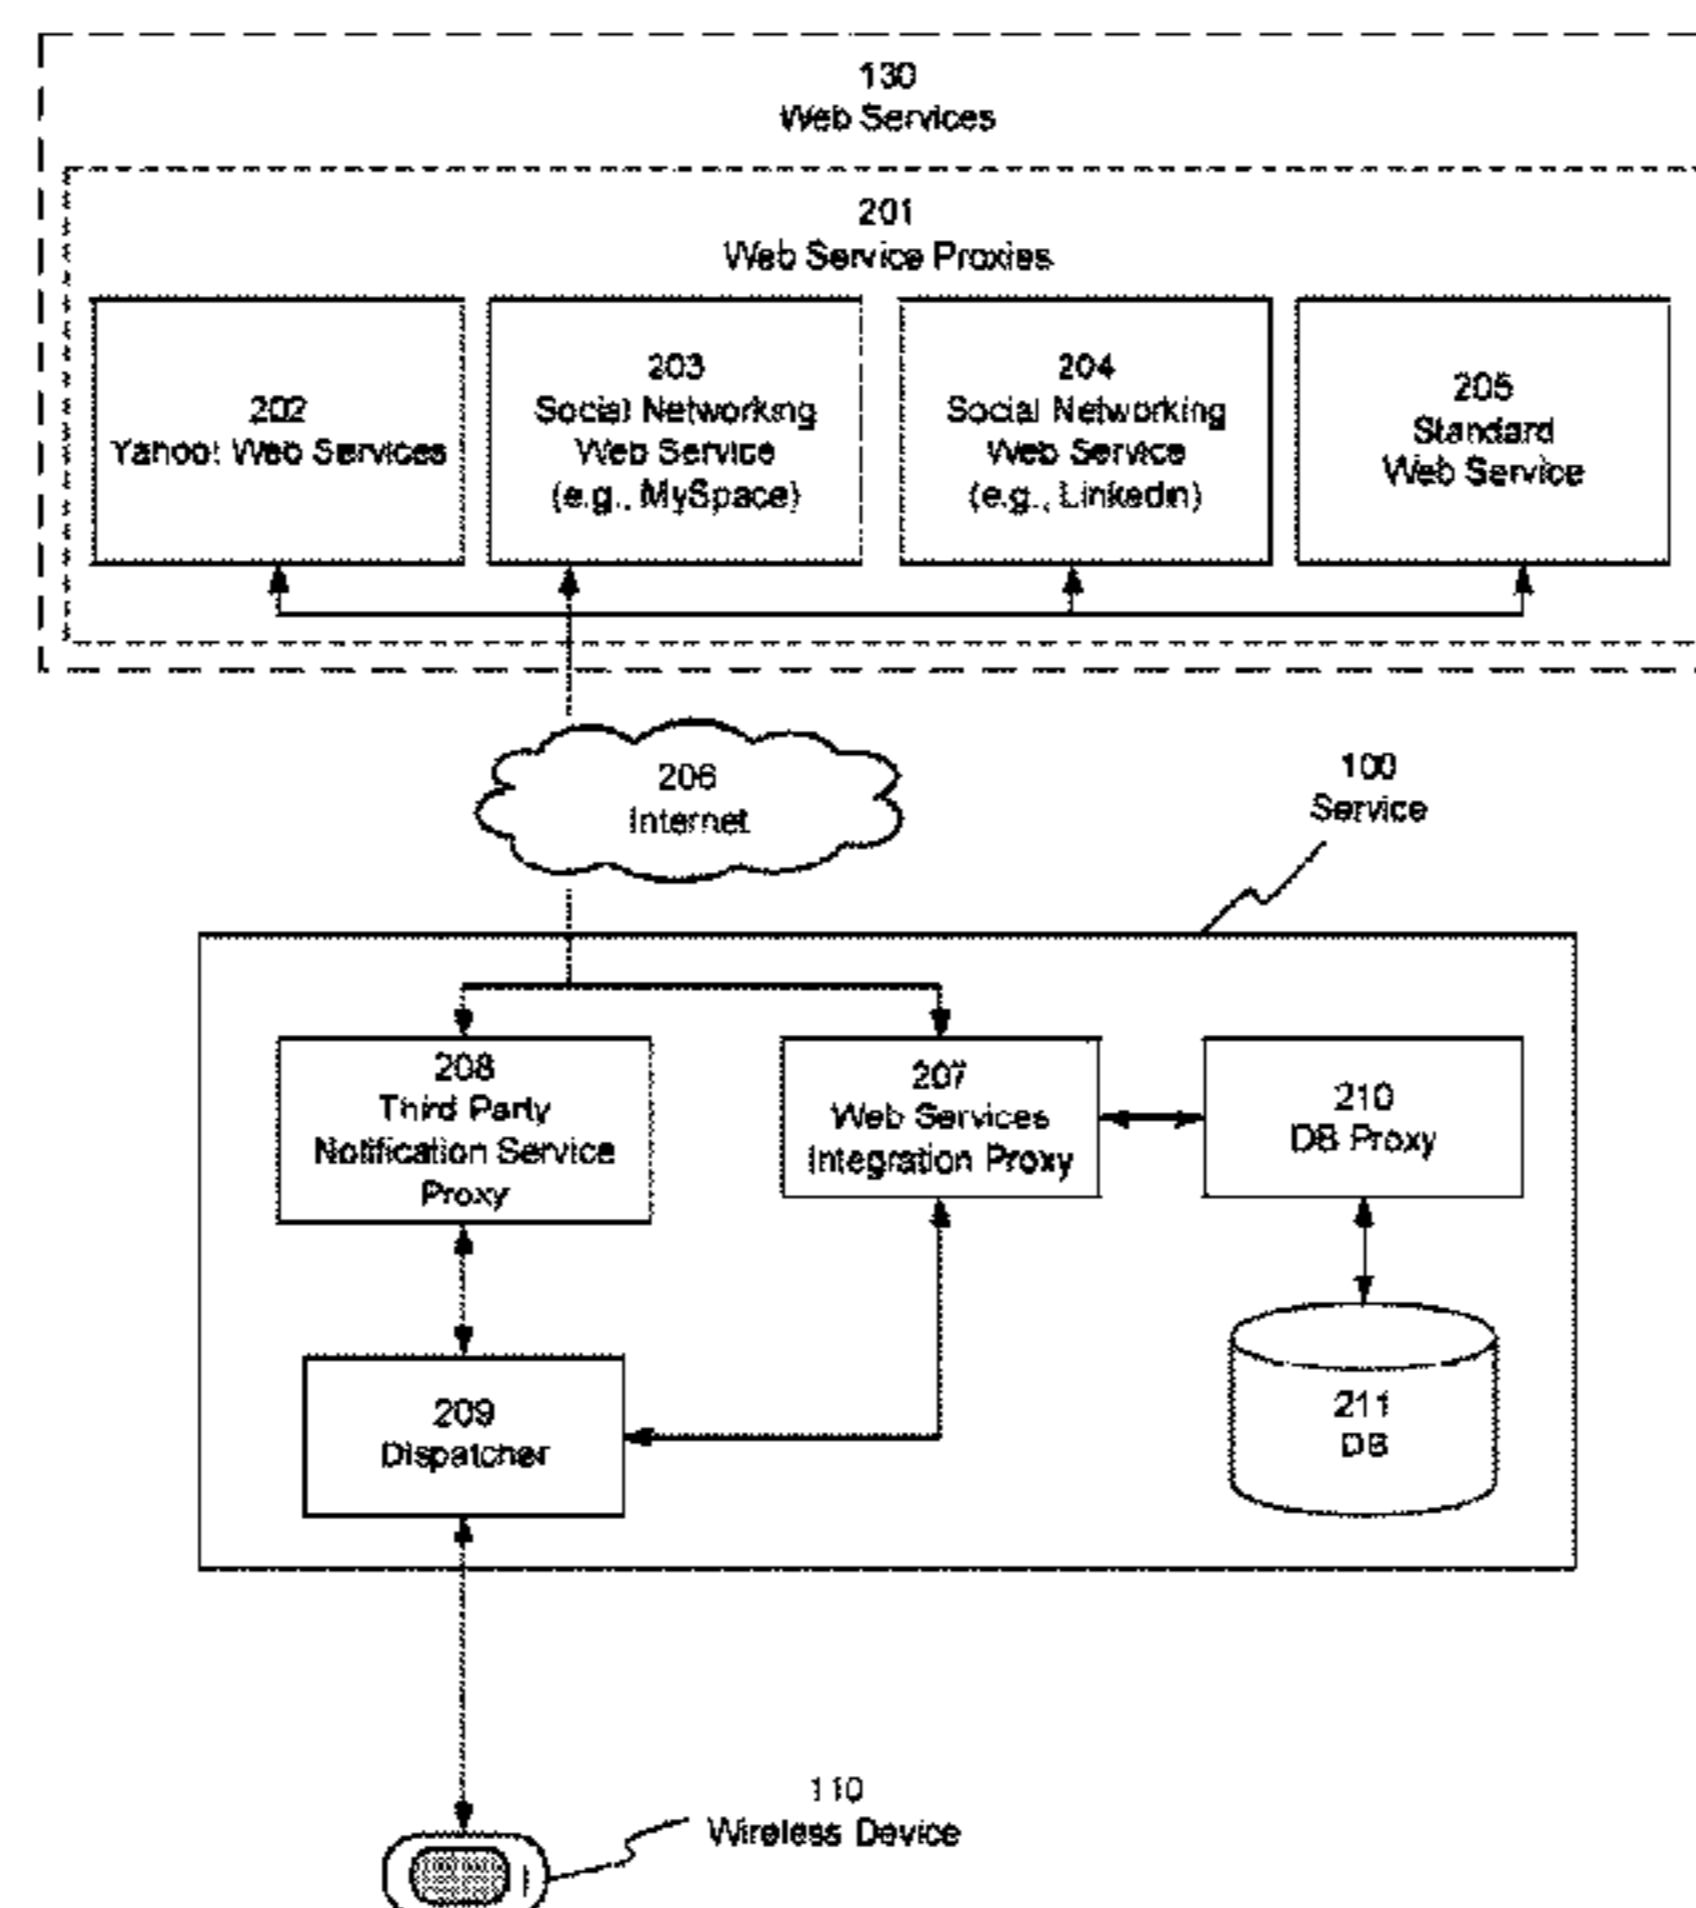 130
Web Services
201
Web Service Proxies
202
Yahoo! Web Services
203
Social Networking
Web Service
(e.g., MySpace)
204
Social Networking
Web Service
(e.g., Linkedin)
205
Standard
Web Service
206
Internet
100
Service
208
Third Party
Notification Service
Proxy
207
Web Services
Integration Proxy
210
DB Proxy
209
Dispatcher
211
DB
110
Wireless Device